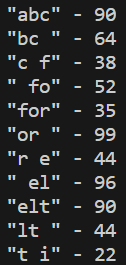 "abc" - 90
"bc " - 64
"c f" - 38
" fo" - 52
"for" - 35
"or " - 99
"r e" - 44
" el" - 96
"elt" - 90
"lt " - 44
"t i" - 22